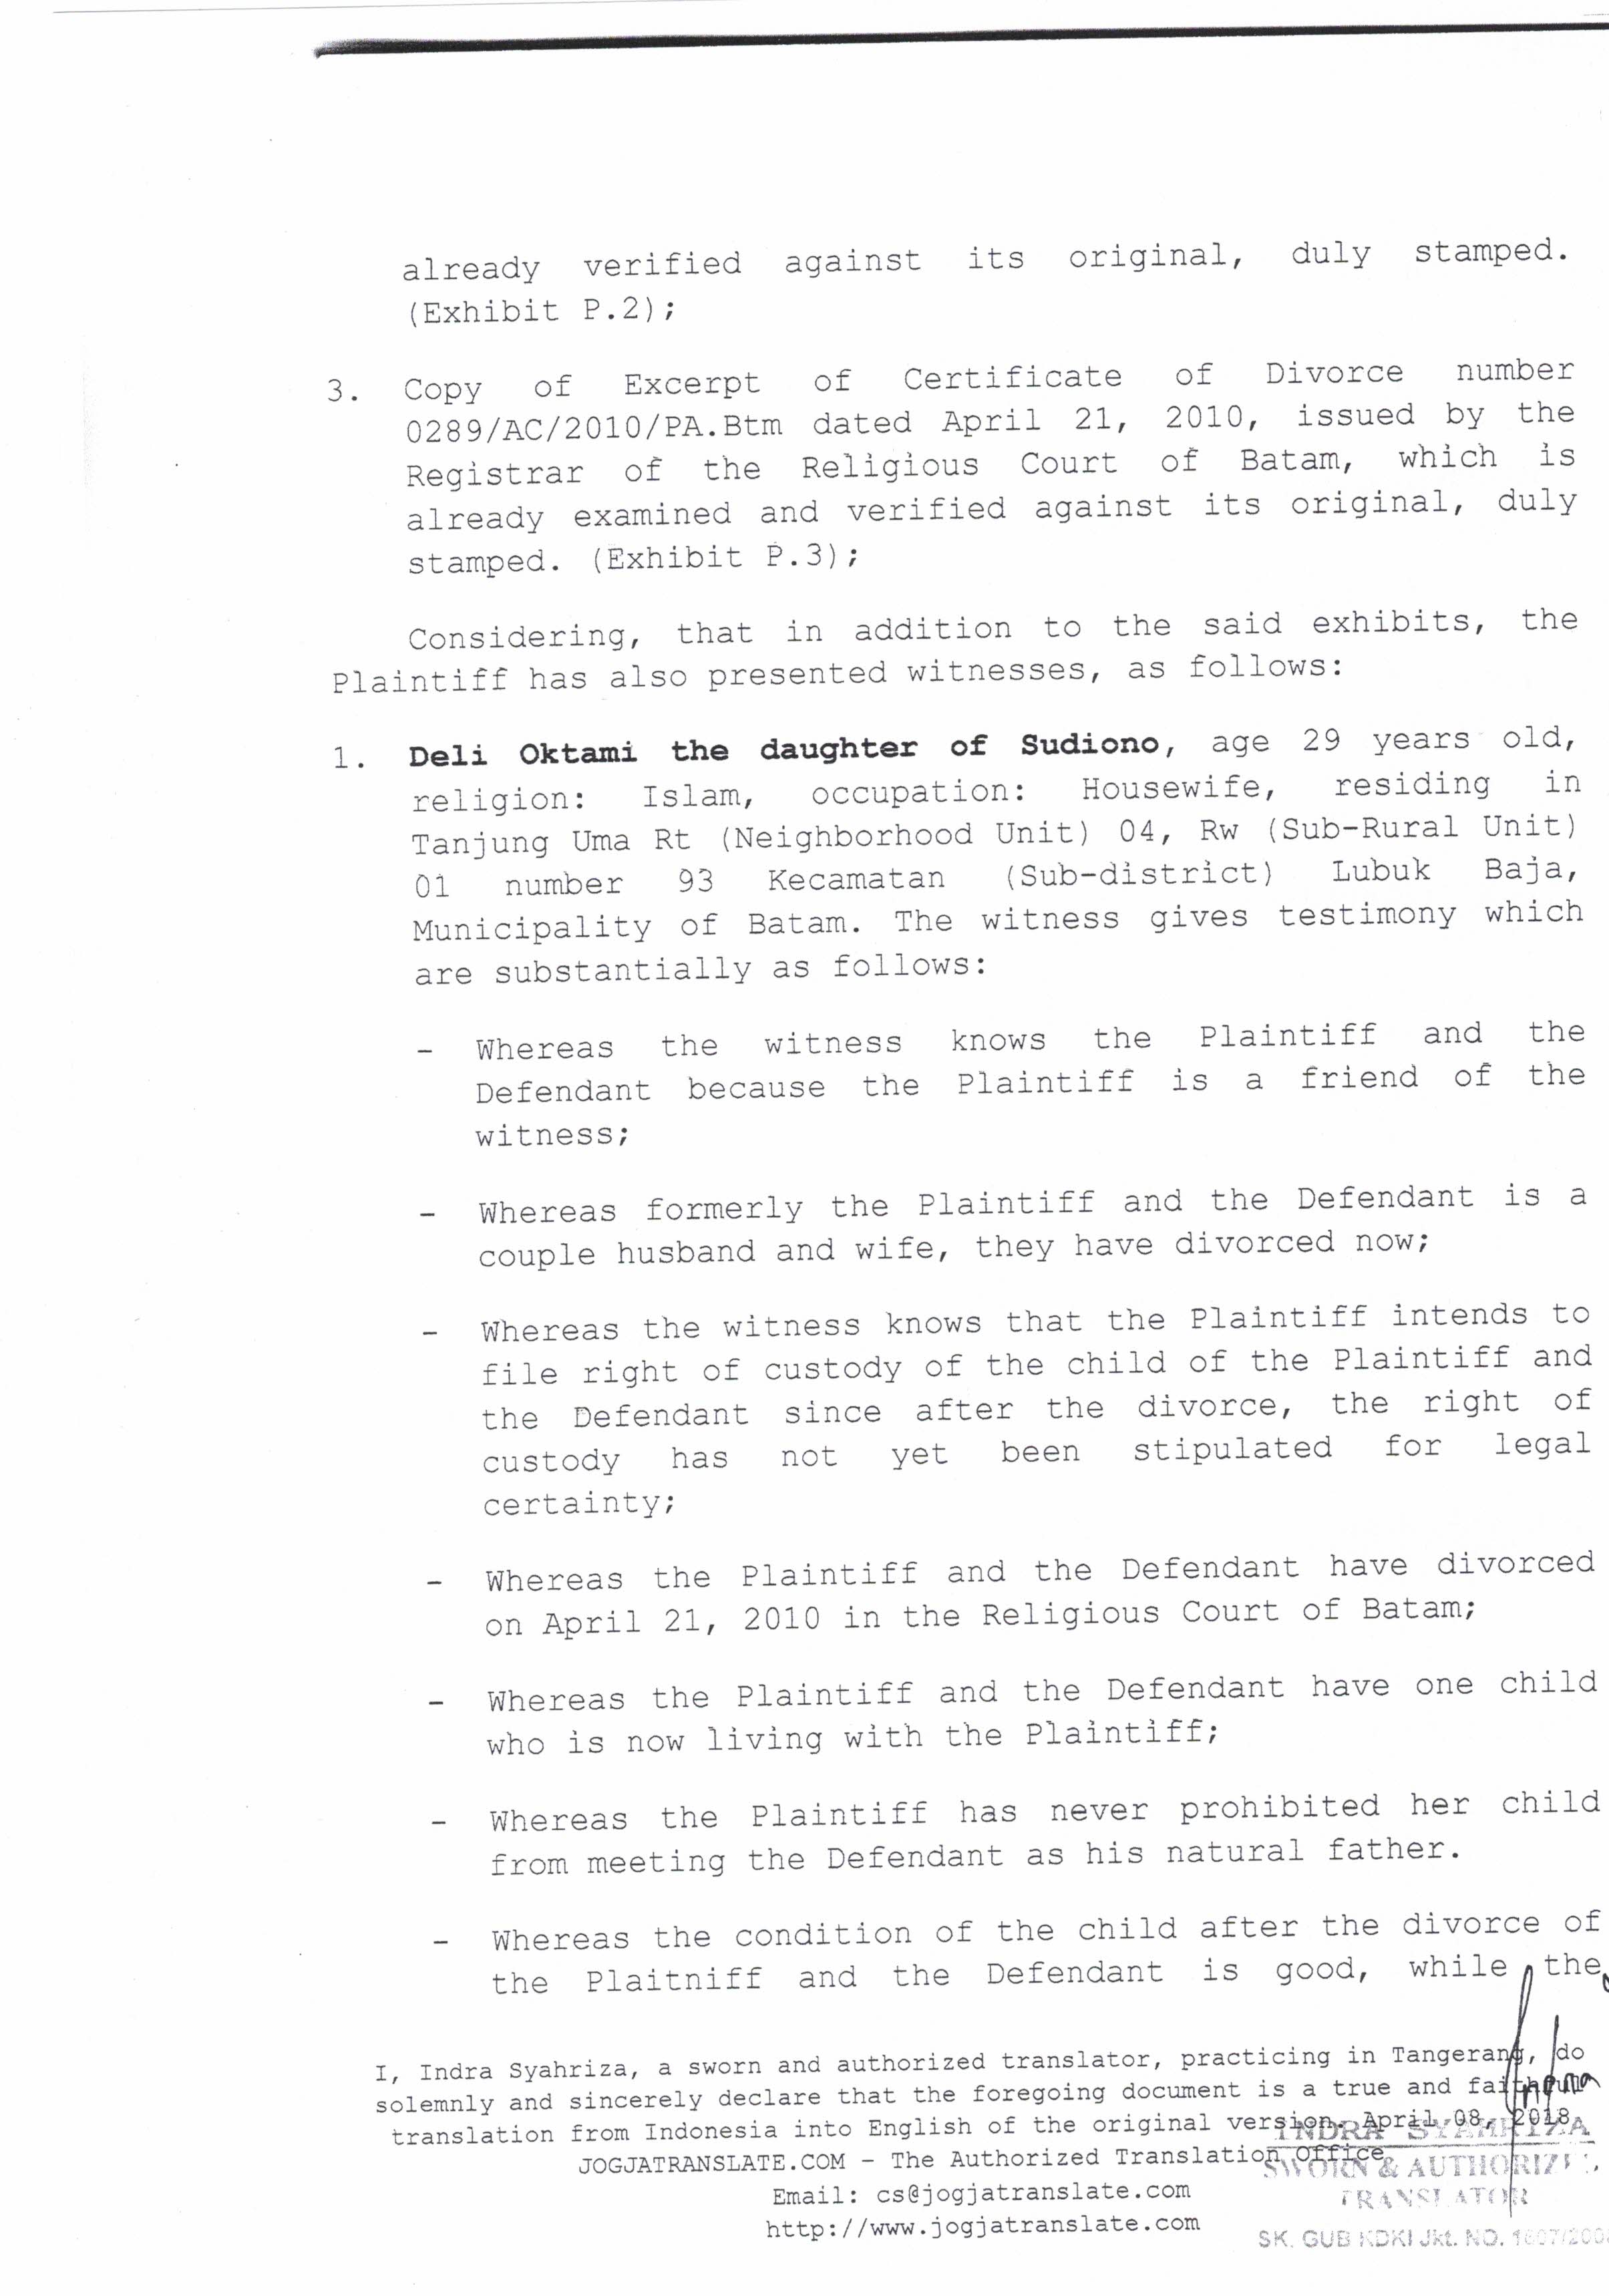 already verified against its original, duly stamped.
(Exhibit P.2);
3. Copy of Excerpt of Certificate of Divorce number
0289/AC/2010/PA.Btm dated April 21, 2010, issued by the
Registrar of the Religious Court of Batam, which is
already examined and verified against its original, duly
stamped. (Exhibit P.3);
Considering, that in addition to the said exhibits, the
Plaintiff has also presented witnesses, as follows:
1. Deli Oktami the daughter of Sudiono, age 29 years old,
religion: Islam, occupation: Housewife, residing in
Tanjung Uma Rt (Neighborhood Unit) 04, Rw (Sub-Rural Unit)
01 number 93 Kecamatan (Sub-district) Lubuk Baja,
Municipality of Batam. The witness gives testimony which
are substantially as follows:
- Whereas the witness knows the Plaintiff and the
Defendant because the Plaintiff is a friend of the
witness;
- Whereas formerly the Plaintiff and the Defendant is a
couple husband and wife, they have divorced now;
- Whereas the witness knows that the Plaintiff intends to
file right of custody of the child of the Plaintiff and
the Defendant since after the divorce, the right of
custody has not yet been stipulated for legal
certainty;
- Whereas the Plaintiff and the Defendant have divorced
on April 21, 2010 in the Religious Court of Batam;
- Whereas the Plaintiff and the Defendant have one child
who is now living with the Plaintiff;
- Whereas the Plaintiff has never prohibited her child
from meeting the Defendant as his natural father.
- Whereas the condition of the child after the divorce of
the Plaitniff and the Defendant is good, while the
I, Indra Syahriza, a sworn and authorized translator, practicing in Tangerang, do
solemnly and sincerely declare that the foregoing document is a true and faithful
translation from Indonesia into English of the original version. April 08, 2018
INDRA SYAHRIZA
JOGJATRANSLATE.COM - The Authorized Translation Office
SWORN & AUTHORIZED
Email: cs@jogjatranslate.com
TRANSLATOR
http://www.jogjatranslate.com
SK. GUB KDKI Jkt. NO.